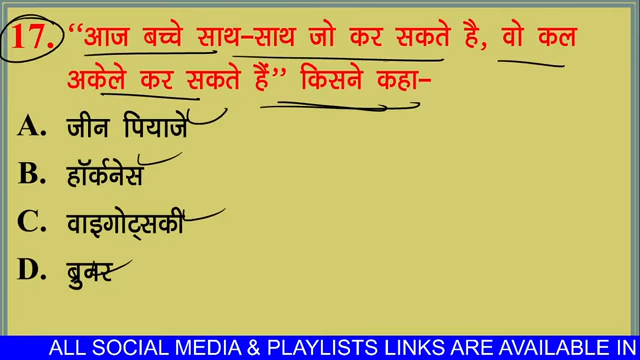 17. “आज बच्चे साथ-साथ जो कर सकते है, वो कल
अकेले कर सकते हैं” किसने कहा-
A. जीन पियाजे
B. हॉर्कनेस
C. वाइगोट्सकी
D. ब्रुनर
ALL SOCIAL MEDIA & PLAYLISTS LINKS ARE AVAILABLE IN